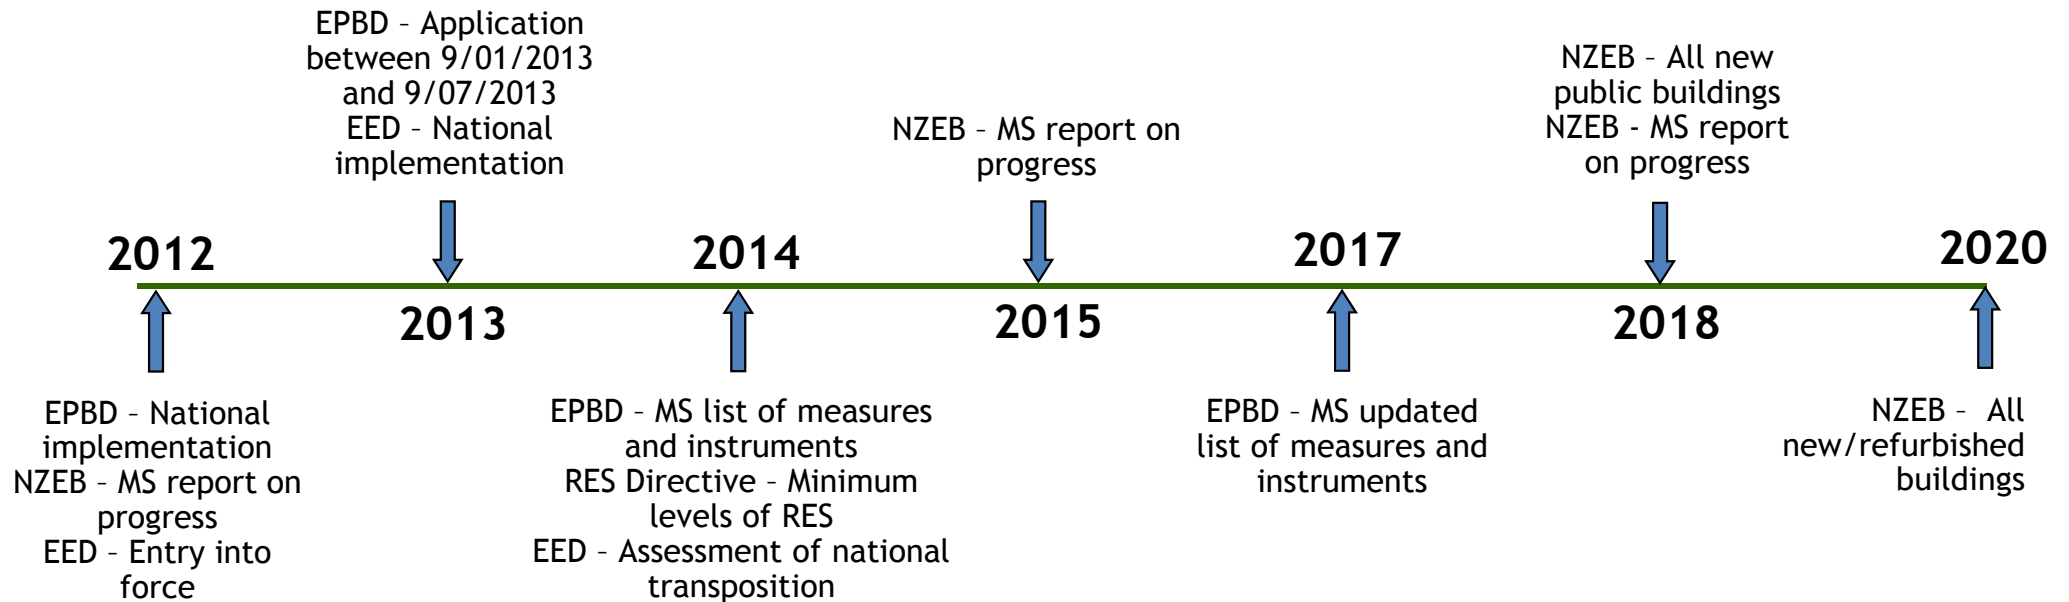 EPBD – Application
between 9/01/2013
and 9/07/2013
EED – National
implementation
NZEB – MS report on
progress
NZEB – All new
public buildings
NZEB - MS report
on progress
2012
2014
2017
2020
2013
2015
2018
EPBD – National
implementation
NZEB – MS report on
progress
EED – Entry into
force
EPBD – MS list of measures
and instruments
RES Directive – Minimum
levels of RES
EED – Assessment of national
transposition
EPBD – MS updated
list of measures and
instruments
NZEB – All
new/refurbished
buildings